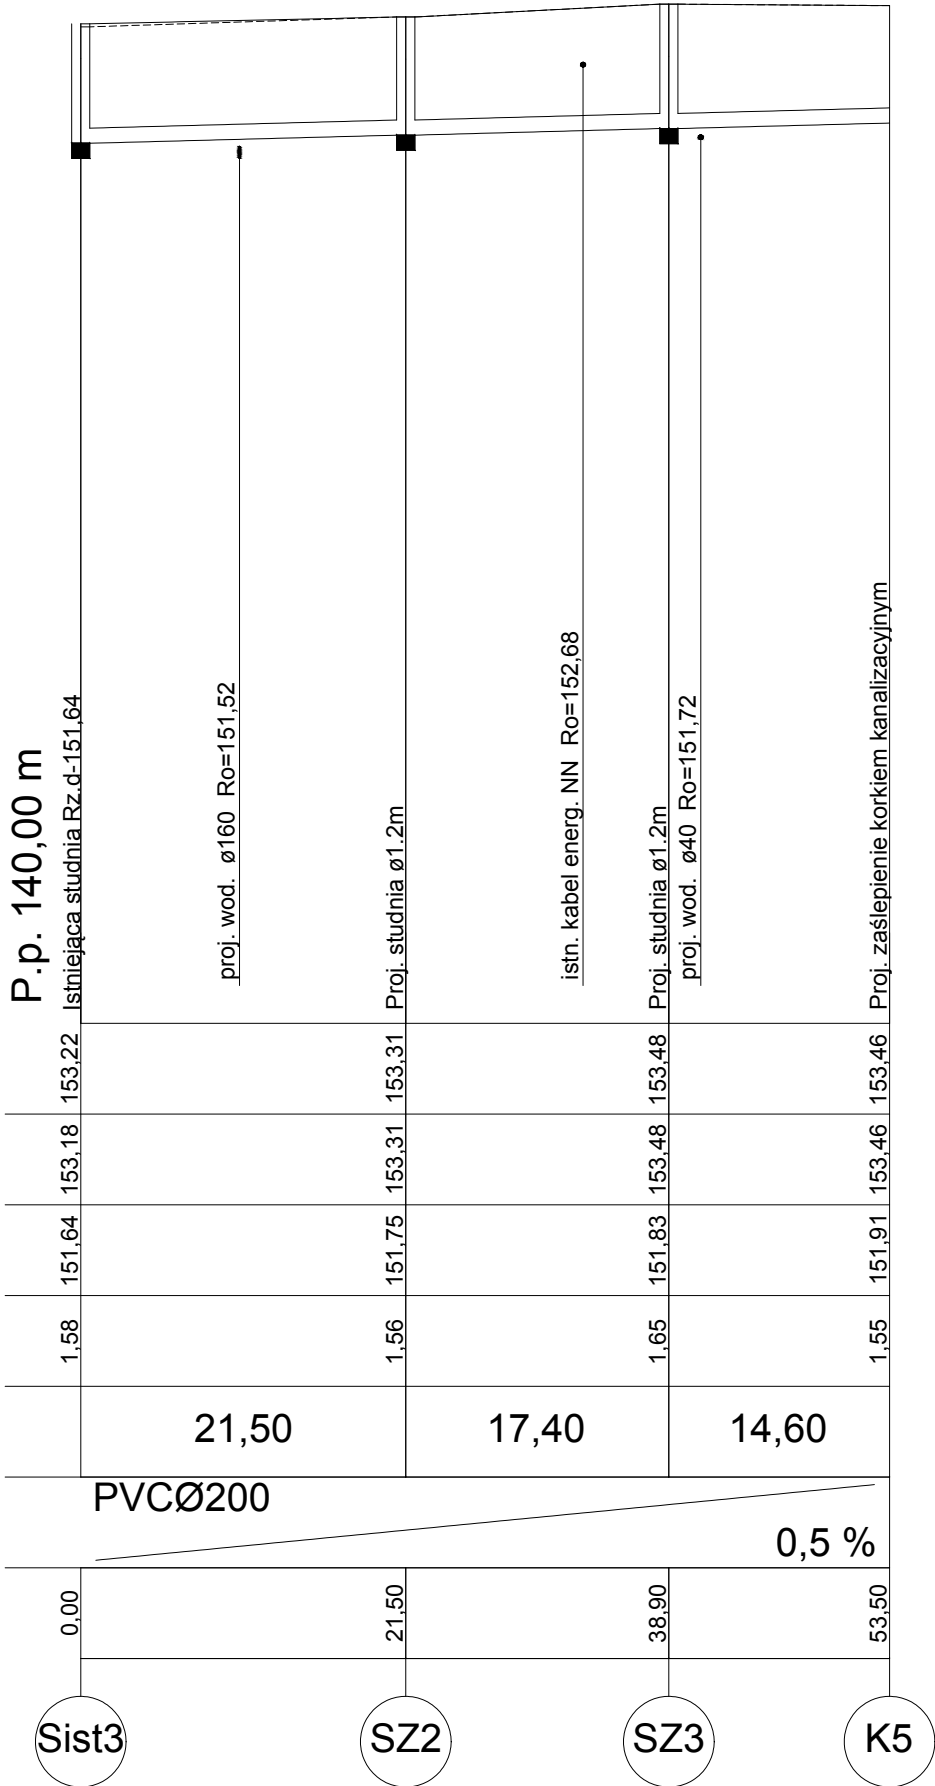 P.p. 140,00 m
Istniejąca studnia Rz.d-151,64
proj. wod. ø160 Ro=151,52
Proj. studnia ø1.2m
istn. kabel energ. NN Ro=152,68
Proj. studnia ø1.2m
proj. wod. ø40 Ro=151,72
Proj. zaślepienie korkiem kanalizacyjnym
153,22 153,31 153,48 153,46
153,18 153,31 153,48 153,46
151,64 151,75 151,83 151,91
1,58 1,56 1,65 1,55
21,50 17,40 14,60
PVCØ200
0,5 %
0,00 21,50 38,90 53,50
Sist3 SZ2 SZ3 K5